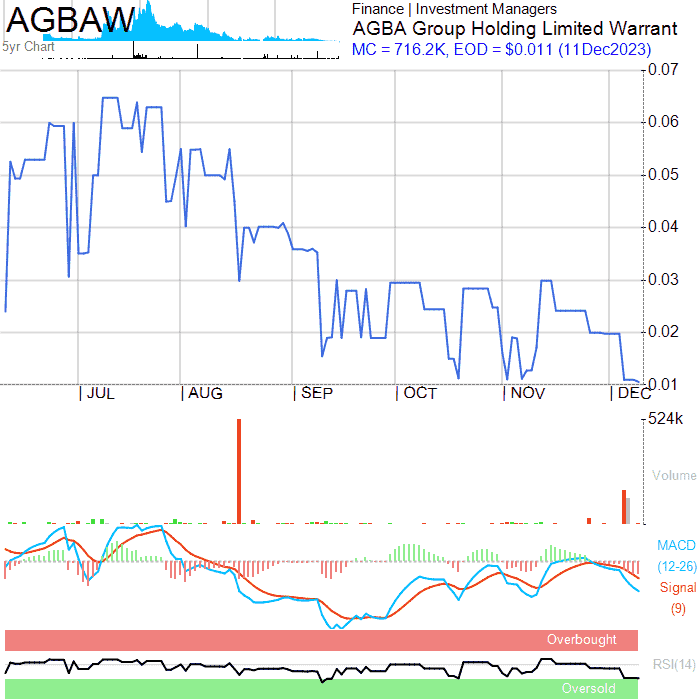 AGBAW
5yr Chart
Finance | Investment Managers
AGBA Group Holding Limited Warrant
MC = 716.2K, EOD = $0.011 (11Dec2023)
0.07
0.06
0.05
0.04
0.03
0.02
0.01
JUL AUG SEP OCT NOV DEC
524k
Volume
MACD
(12-26)
Signal
(9)
Overbought
RSI(14)
Oversold